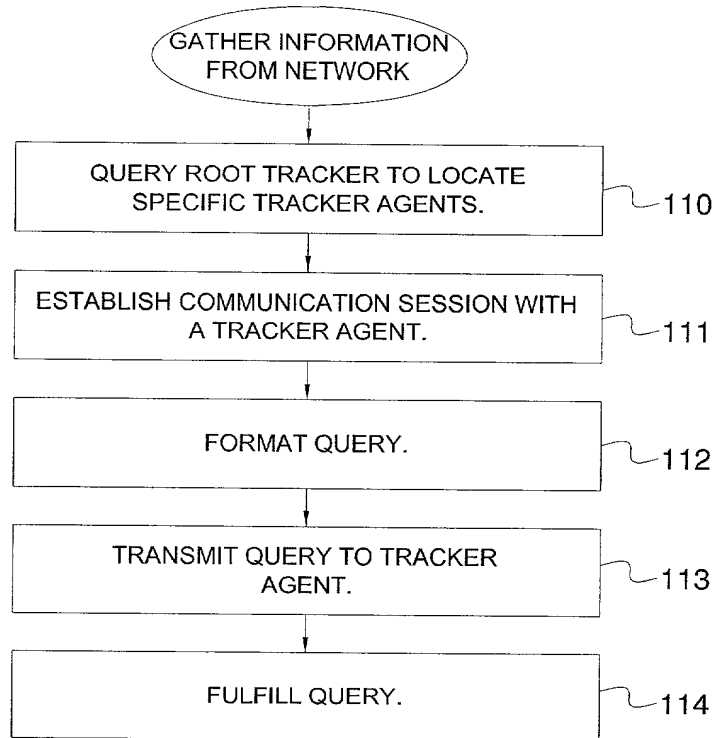 GATHER INFORMATION
FROM NETWORK
QUERY ROOT TRACKER TO LOCATE
SPECIFIC TRACKER AGENTS.
110
ESTABLISH COMMUNICATION SESSION WITH
A TRACKER AGENT.
111
FORMAT QUERY.
112
TRANSMIT QUERY TO TRACKER
AGENT.
113
FULFILL QUERY.
114